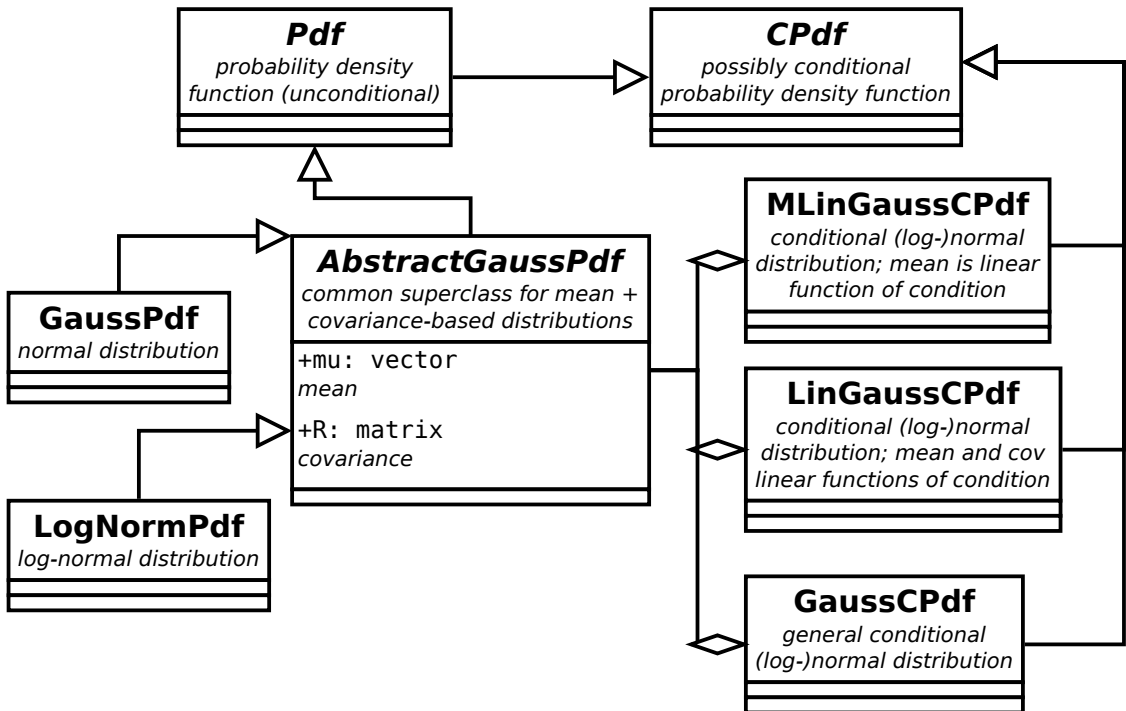 Pdf
probability density
function (unconditional)
CPdf
possibly conditional
probability density function
MLinGaussCPdf
conditional (log-)normal
distribution; mean is linear
function of condition
AbstractGaussPdf
common superclass for mean +
covariance-based distributions
+mu: vector
mean
+R: matrix
covariance
GaussPdf
normal distribution
LinGaussCPdf
conditional (log-)normal
distribution; mean and cov
linear functions of condition
LogNormPdf
log-normal distribution
GaussCPdf
general conditional
(log-)normal distribution